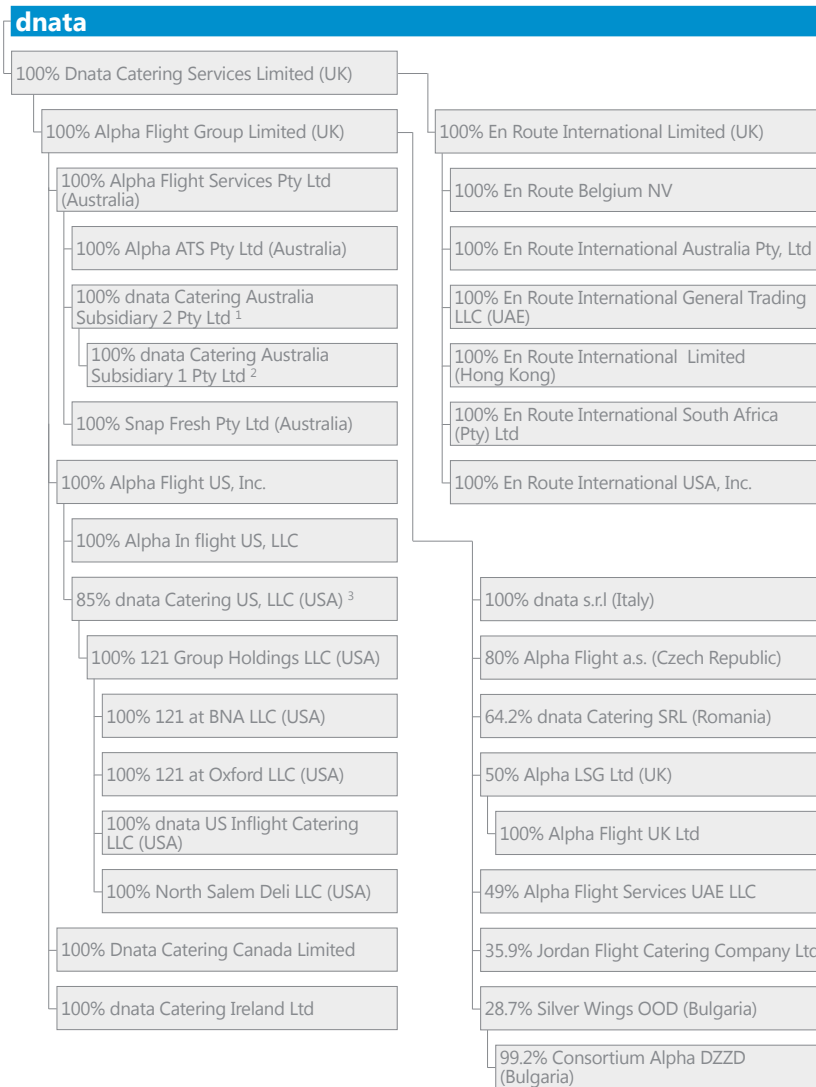 dnata
100% Dnata Catering Services Limited (UK)
100% Alpha Flight Group Limited (UK)
100% Alpha Flight Services Pty Ltd
(Australia)
100% Alpha ATS Pty Ltd (Australia)
100% dnata Catering Australia
Subsidiary 2 Pty Ltd 1
100% dnata Catering Australia
Subsidiary 1 Pty Ltd 2
100% Snap Fresh Pty Ltd (Australia)
100% Alpha Flight US, Inc.
100% Alpha In flight US, LLC
85% dnata Catering US, LLC (USA) 3
100% 121 Group Holdings LLC (USA)
100% 121 at BNA LLC (USA)
100% 121 at Oxford LLC (USA)
100% dnata US Inflight Catering
LLC (USA)
100% North Salem Deli LLC (USA)
100% Dnata Catering Canada Limited
100% dnata Catering Ireland Ltd
100% En Route International Limited (UK)
100% En Route Belgium NV
100% En Route International Australia Pty, Ltd
100% En Route International General Trading
LLC (UAE)
100% En Route International Limited
(Hong Kong)
100% En Route International South Africa
(Pty) Ltd
100% En Route International USA, Inc.
100% dnata s.r.l (Italy)
80% Alpha Flight a.s. (Czech Republic)
64.2% dnata Catering SRL (Romania)
50% Alpha LSG Ltd (UK)
100% Alpha Flight UK Ltd
49% Alpha Flight Services UAE LLC
35.9% Jordan Flight Catering Company Ltd
28.7% Silver Wings OOD (Bulgaria)
99.2% Consortium Alpha DZZD
(Bulgaria)